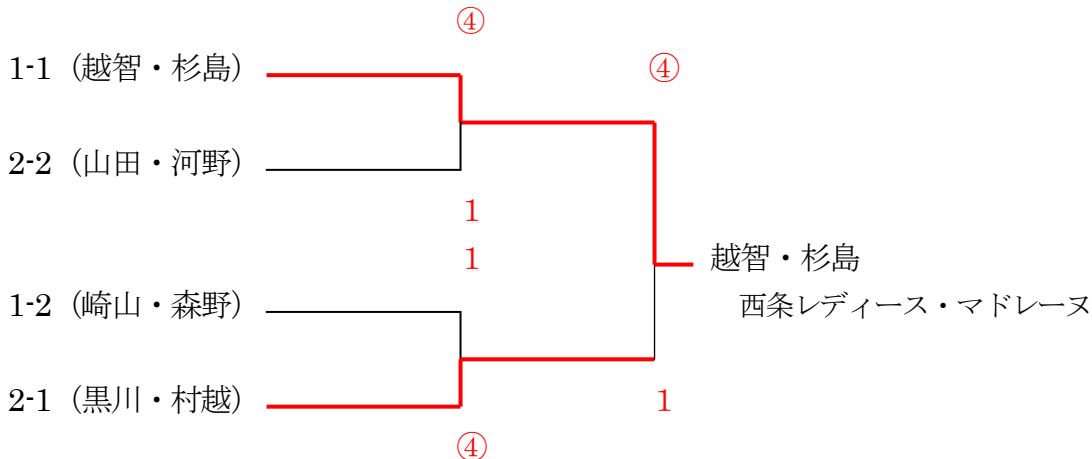 ④
1-1（越智・杉島）
④
2-2（山田・河野）
1
1
越智・杉島
1-2（崎山・森野）
西条レディース・マドレーヌ
2-1（黒川・村越）
1
④